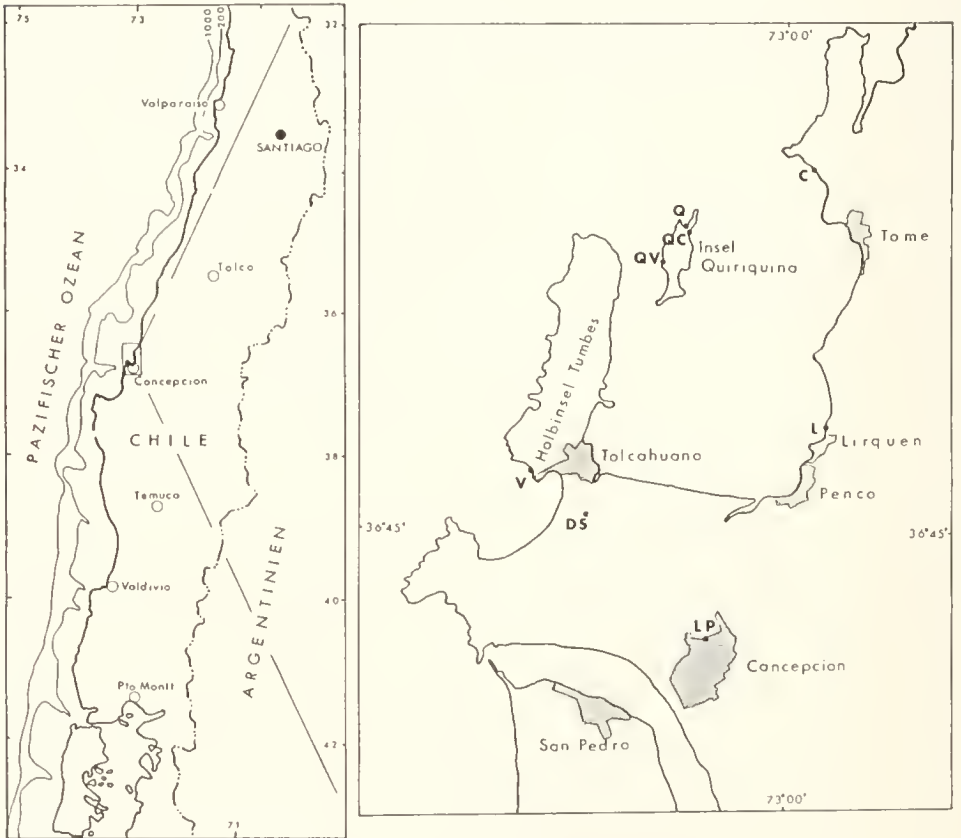 75
73
32
1000
200
Valparaiso
SANTIAGO
34
PAZIFISCHER OZEAN
Talca
36
Concepcion
CHILE
38
Temuco
ARGENTINIEN
Valdivia
40
Pto Montt
42
71
73°00'
C
Tome
Q
QC
Insel
QV
Quiriquina
Halbinsel Tumbes
L
Lirquen
Talcahuano
V
Penco
DS
36°45'
36°45'
LP
Concepcion
San Pedro
73°00'